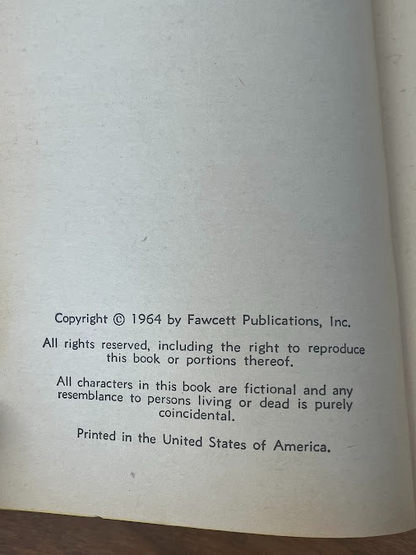 Copyright © 1964 by Fawcett Publications, Inc.
All rights reserved, including the right to reproduce
this book or portions thereof.
All characters in this book are fictional and any
resemblance to persons living or dead is purely
coincidental.
Printed in the United States of America.